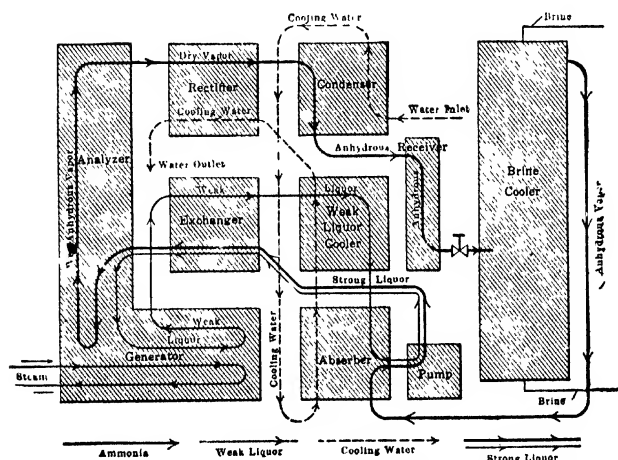 Cooling Water
Brine
Dry Vapor
Rectifier
Condenser
Cooling Water
Water Inlet
Analyzer
Water Outlet
Anhydrous
Receiver
Anhydrous Vapor
Weak
Liquor
Exchanger
Weak
Liquor
Cooler
Anhydrous
Brine
Cooler
Anhydrous Vapor
Strong Liquor
Weak
Liquor
Generator
Cooling Water
Absorber
Pump
Steam
Brine
Ammonia
Weak Liquor
Cooling Water
Strong Liquor